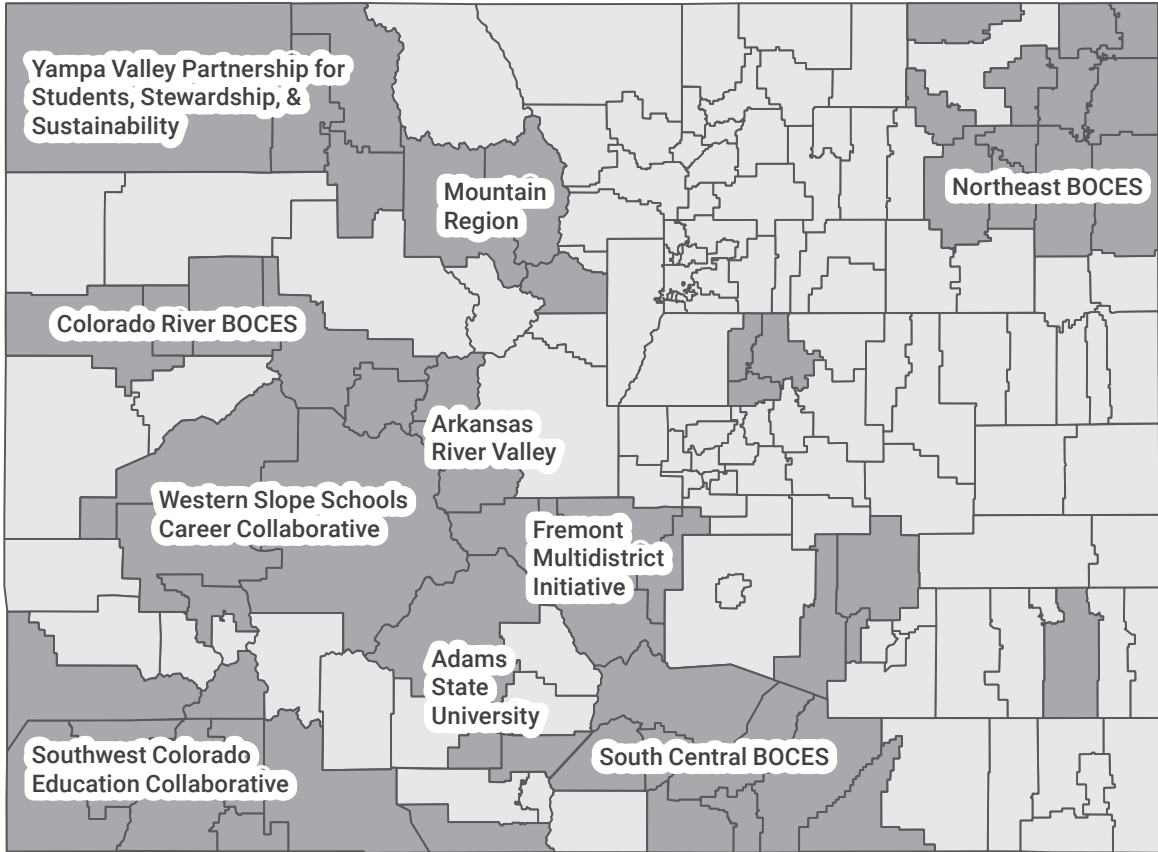 Yampa Valley Partnership for
Students, Stewardship, &
Sustainability
Mountain
Region
Northeast BOCES
Colorado River BOCES
Arkansas
River Valley
Western Slope Schools
Career Collaborative
Fremont
Multidistrict
Initiative
Adams
State
University
Southwest Colorado
Education Collaborative
South Central BOCES